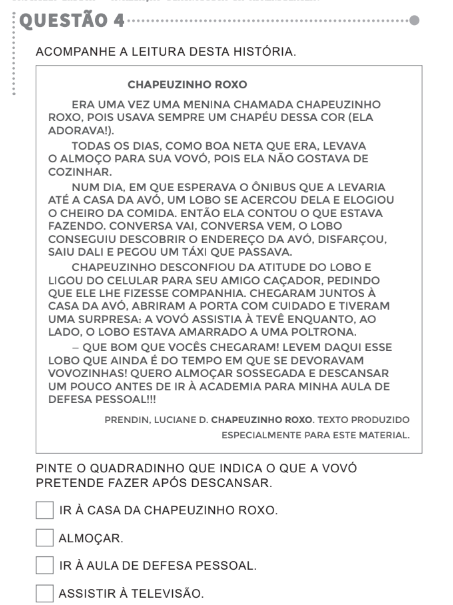 QUESTÃO 4
ACOMPANHE A LEITURA DESTA HISTÓRIA.
CHAPEUZINHO ROXO
ERA UMA VEZ UMA MENINA CHAMADA CHAPEUZINHO
ROXO, POIS USAVA SEMPRE UM CHAPÉU DESSA COR (ELA
ADORAVA!).
TODAS OS DIAS, COMO BOA NETA QUE ERA, LEVAVA
O ALMOÇO PARA SUA VOVÓ, POIS ELA NÃO GOSTAVA DE
COZINHAR.
NUM DIA, EM QUE ESPERAVA O ÔNIBUS QUE A LEVARIA
ATÉ A CASA DA AVÓ, UM LOBO SE ACERCOU DELA E ELOGIOU
O CHEIRO DA COMIDA. ENTÃO ELA CONTOU O QUE ESTAVA
FAZENDO. CONVERSA VAI, CONVERSA VEM, O LOBO
CONSEGUIU DESCOBRIR O ENDEREÇO DA AVÓ, DISFARÇOU,
SAIU DALI E PEGOU UM TÁXI QUE PASSAVA.
CHAPEUZINHO DESCONFIOU DA ATITUDE DO LOBO E
LIGOU DO CELULAR PARA SEU AMIGO CAÇADOR, PEDINDO
QUE ELE LHE FIZESSE COMPANHIA. CHEGARAM JUNTOS À
CASA DA AVÓ, ABRIRAM A PORTA COM CUIDADO E TIVERAM
UMA SURPRESA: A VOVÓ ASSISTIA À TEVÊ ENQUANTO, AO
LADO, O LOBO ESTAVA AMARRADO A UMA POLTRONA.
– QUE BOM QUE VOCÊS CHEGARAM! LEVEM DAQUI ESSE
LOBO QUE AINDA É DO TEMPO EM QUE SE DEVORAVAM
VOVOZINHAS! QUERO ALMOÇAR SOSSEGADA E DESCANSAR
UM POUCO ANTES DE IR À ACADEMIA PARA MINHA AULA DE
DEFESA PESSOAL!!!
PRENDIN, LUCIANE D. CHAPEUZINHO ROXO. TEXTO PRODUZIDO
ESPECIALMENTE PARA ESTE MATERIAL.
PINTE O QUADRADINHO QUE INDICA O QUE A VOVÓ
PRETENDE FAZER APÓS DESCANSAR.
IR À CASA DA CHAPEUZINHO ROXO.
ALMOÇAR.
IR À AULA DE DEFESA PESSOAL.
ASSISTIR À TELEVISÃO.